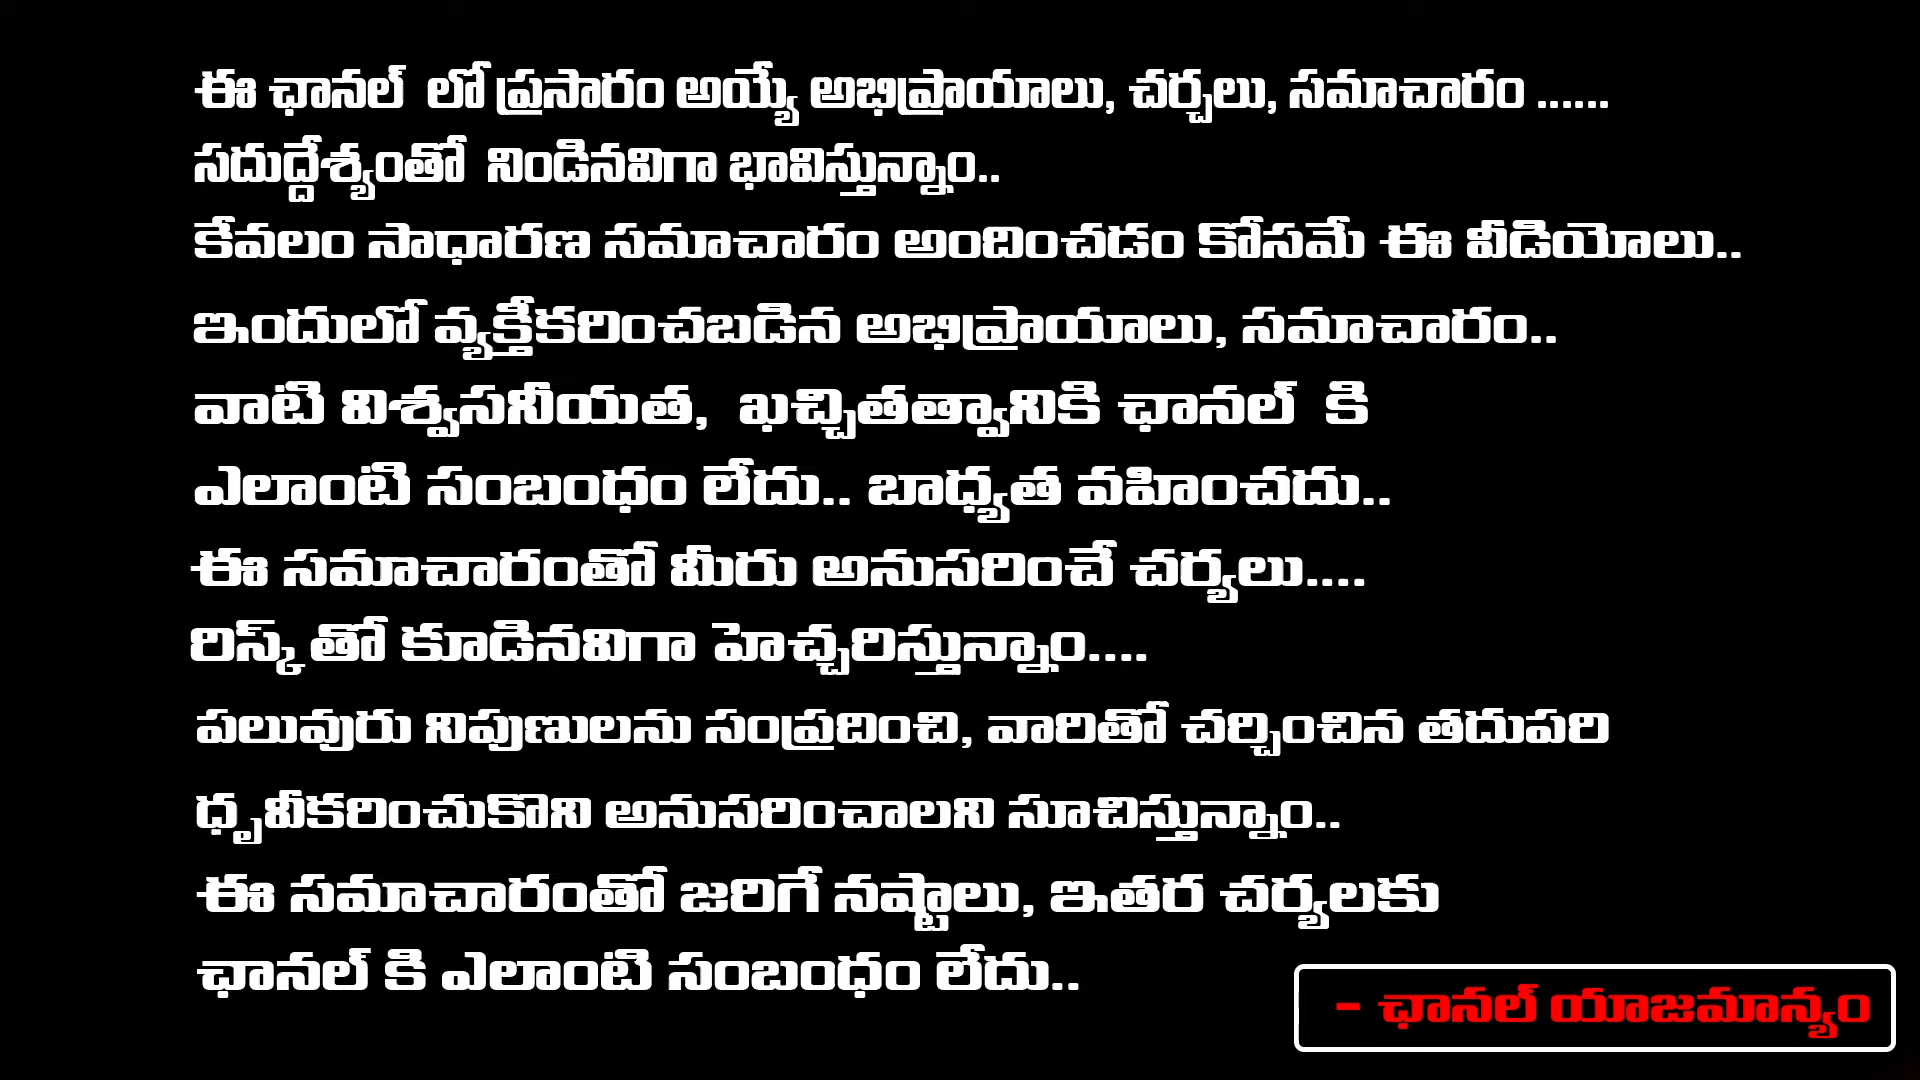 ఈ ఛానల్ లో ప్రసారం అయ్యే అభిప్రాయాలు, చర్చలు, సమాచారం ......
సదుద్దేశ్యంతో నిండినవిగా భావిస్తున్నాం..
కేవలం సాధారణ సమాచారం అందించడం కోసమే ఈ వీడియోలు..
ఇందులో వ్యక్తీకరించబడిన అభిప్రాయాలు, సమాచారం..
వాటి విశ్వసనీయత, ఖచ్చితత్వానికి ఛానల్ కి
ఎలాంటి సంబంధం లేదు.. బాధ్యత వహించదు..
ఈ సమాచారంతో మీరు అనుసరించే చర్యలు....
రిస్క్ తో కూడినవిగా హెచ్చరిస్తున్నాం....
పలువురు నిపుణులను సంప్రదించి, వారితో చర్చించిన తదుపరి
ధృవీకరించుకొని అనుసరించాలని సూచిస్తున్నాం..
ఈ సమాచారంతో జరిగే నష్టాలు, ఇతర చర్యలకు
ఛానల్ కి ఎలాంటి సంబంధం లేదు..
- ఛానల్ యాజమాన్యం